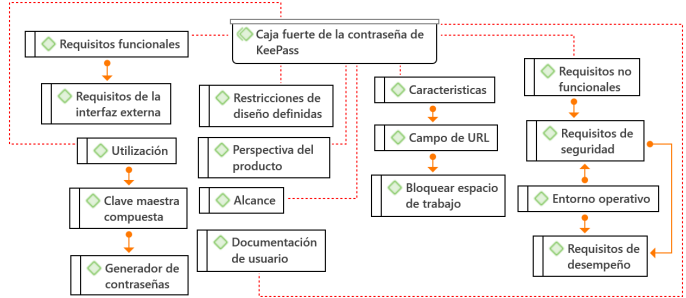 Caja fuerte de la contraseña de
KeePass
Requisitos funcionales
Requisitos de la
interfaz externa
Utilización
Clave maestra
compuesta
Generador de
contraseñas
Restricciones de
diseño definidas
Perspectiva del
producto
Alcance
Documentación
de usuario
Caracteristicas
Campo de URL
Bloquear espacio
de trabajo
Requisitos no
funcionales
Requisitos de
seguridad
Entorno operativo
Requisitos de
desempeño